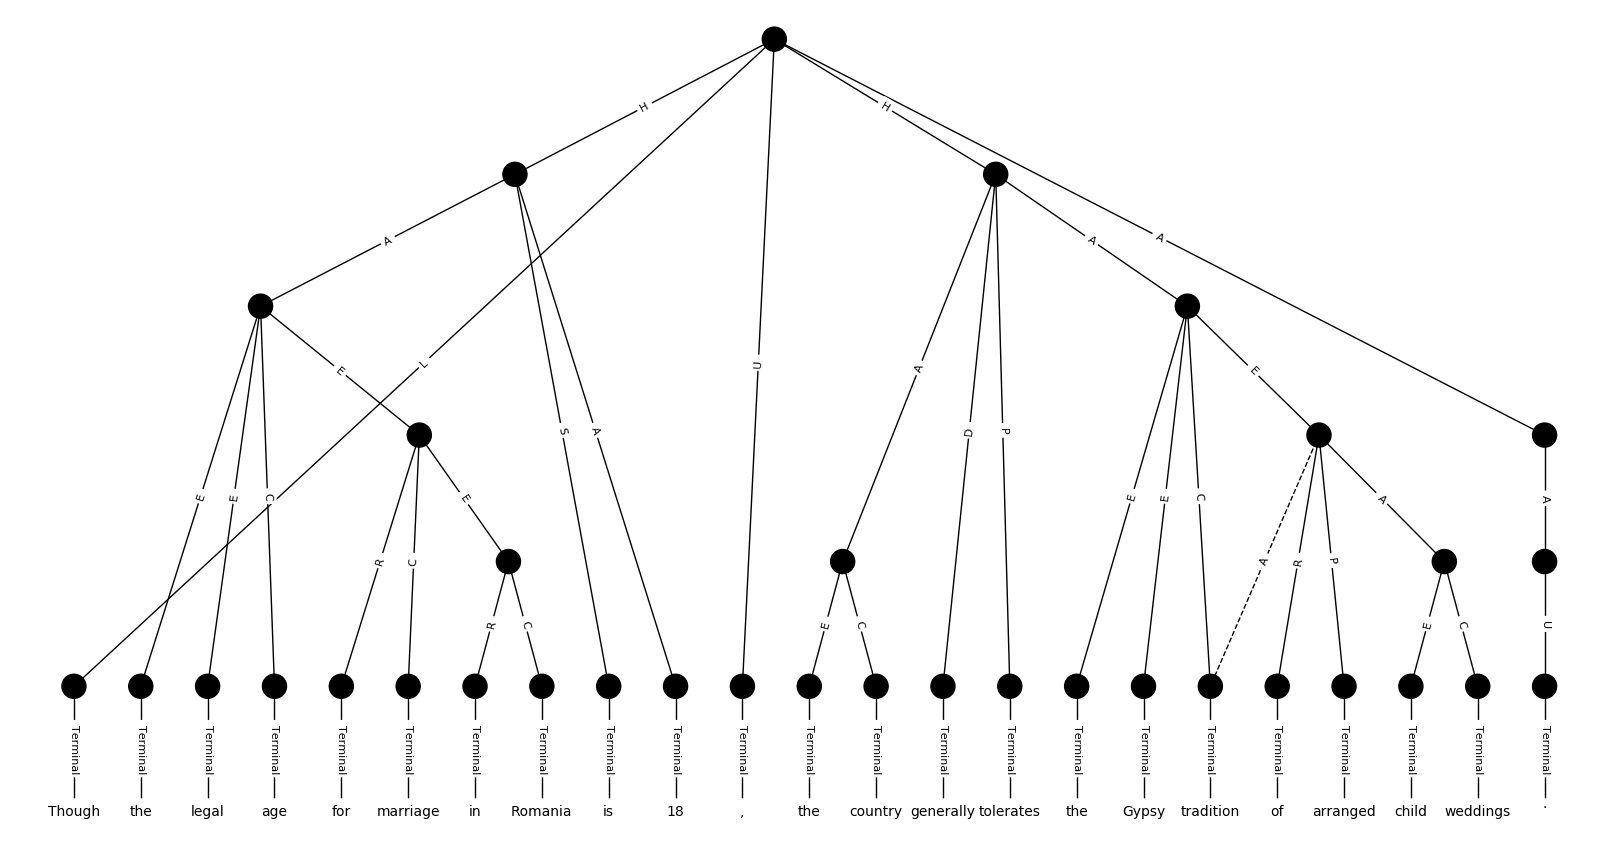 H H
A A A
L E U A E
S A D P
E E C R C E E E C A R P A A
R C E C E C U
Terminal Terminal Terminal Terminal Terminal Terminal Terminal Terminal Terminal Terminal Terminal Terminal Terminal Terminal Terminal Terminal Terminal Terminal Terminal Terminal Terminal Terminal Terminal
Though the legal age for marriage in Romania is 18 , the country generally tolerates the Gypsy tradition of arranged child weddings .